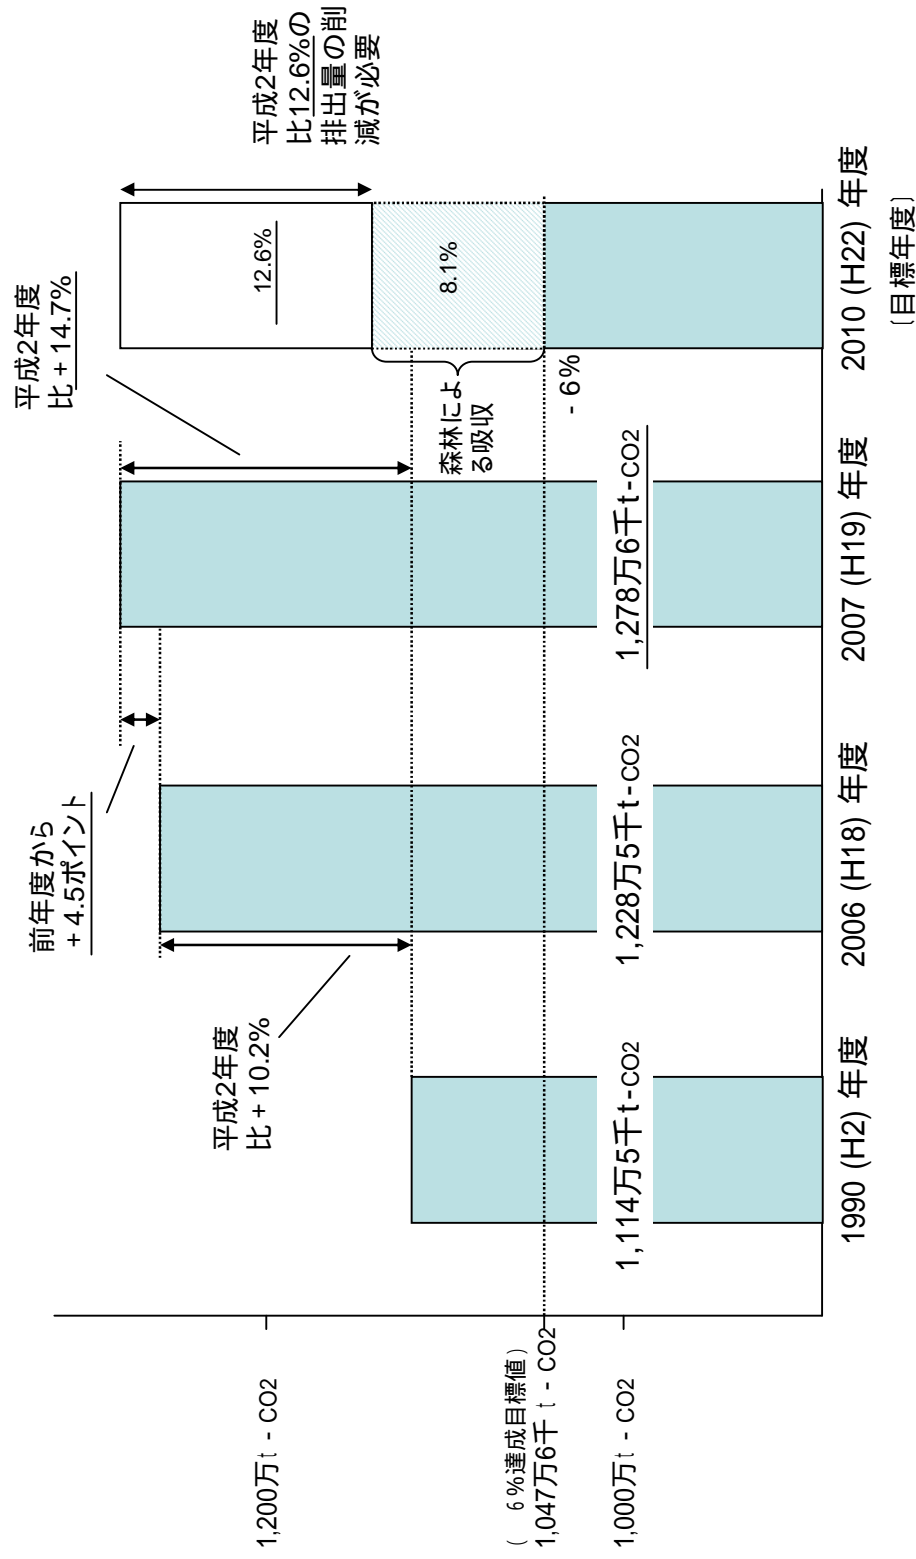 1,200万t - CO2
(　6%達成目標値)
1,047万6千 t - CO2
1,000万t - CO2
平成2年度
比 + 10.2%
前年度から
+ 4.5ポイント
平成2年度
比 + 14.7%
平成2年度
比12.6%の
排出量の削
減が必要
12.6%
8.1%
森林によ
る吸収
- 6%
1,114万5千t-CO2
1,228万5千t-CO2
1,278万6千t-CO2
1990 (H2) 年度
2006 (H18) 年度
2007 (H19) 年度
2010 (H22) 年度
〔目標年度〕